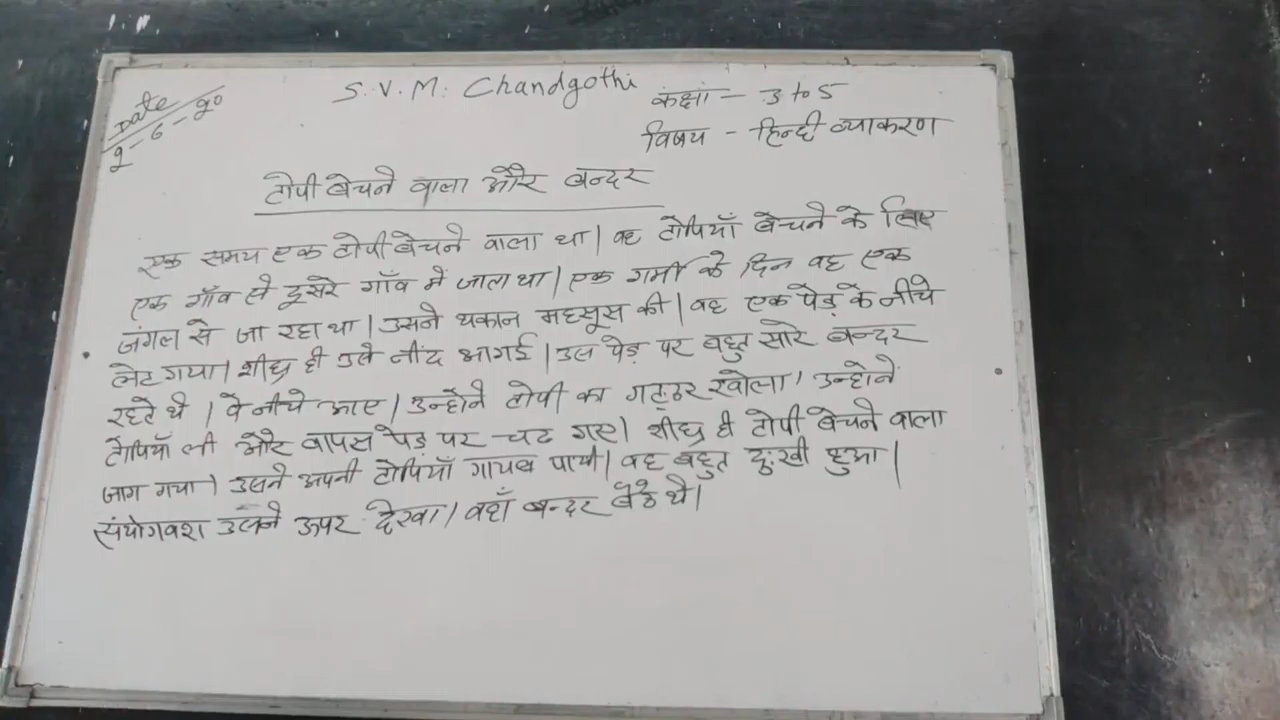 Date
9-6-20
S.V.M. Chandgothi
कक्षा - 3 to 5
विषय - हिन्दी व्याकरण
टोपी बेचने वाला और बन्दर
एक समय एक टोपी बेचने वाला था। वह टोपियाँ बेचने के लिए
एक गाँव से दूसरे गाँव में जाता था। एक गर्मी के दिन वह एक
जंगल से जा रहा था। उसने थकान महसूस की। वह एक पेड़ के नीचे
लेट गया। शीघ्र ही उसे नींद आगई। उस पेड़ पर बहुत सारे बन्दर
रहते थे। वे नीचे आए। उन्होंने टोपी का गट्ठर खोला। उन्होने
टोपियाँ ली और वापस पेड़ पर चढ गए। शीघ्र ही टोपी बेचने वाला
जाग गया। उसने अपनी टोपियाँ गायब पायी। वह बहुत दुःखी हुआ।
संयोगवश उसने ऊपर देखा। वहाँ बन्दर बैठे थे।